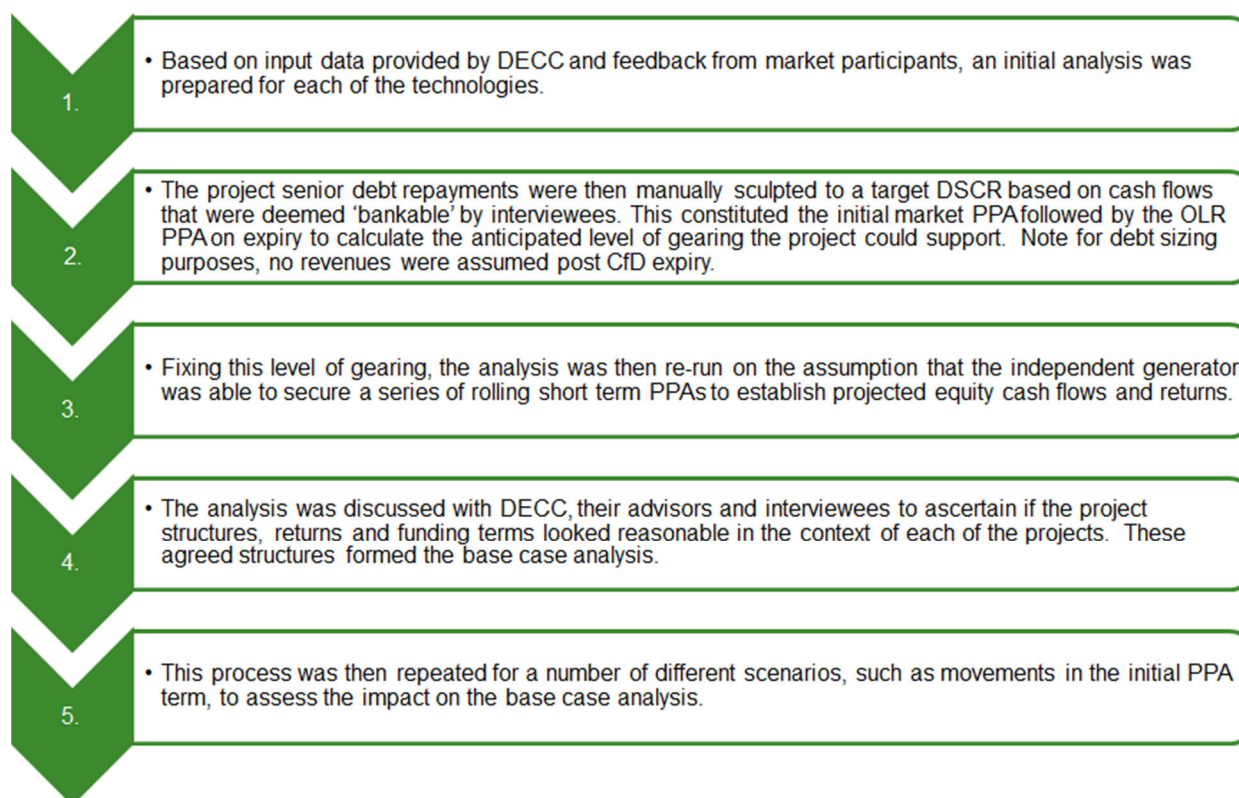 1.
• Based on input data provided by DECC and feedback from market participants, an initial analysis was
prepared for each of the technologies.
2.
• The project senior debt repayments were then manually sculpted to a target DSCR based on cash flows
that were deemed ‘bankable’ by interviewees. This constituted the initial market PPA followed by the OLR
PPA on expiry to calculate the anticipated level of gearing the project could support. Note for debt sizing
purposes, no revenues were assumed post CfD expiry.
3.
• Fixing this level of gearing, the analysis was then re-run on the assumption that the independent generator
was able to secure a series of rolling short term PPAs to establish projected equity cash flows and returns.
4.
• The analysis was discussed with DECC, their advisors and interviewees to ascertain if the project
structures, returns and funding terms looked reasonable in the context of each of the projects. These
agreed structures formed the base case analysis.
5.
• This process was then repeated for a number of different scenarios, such as movements in the initial PPA
term, to assess the impact on the base case analysis.